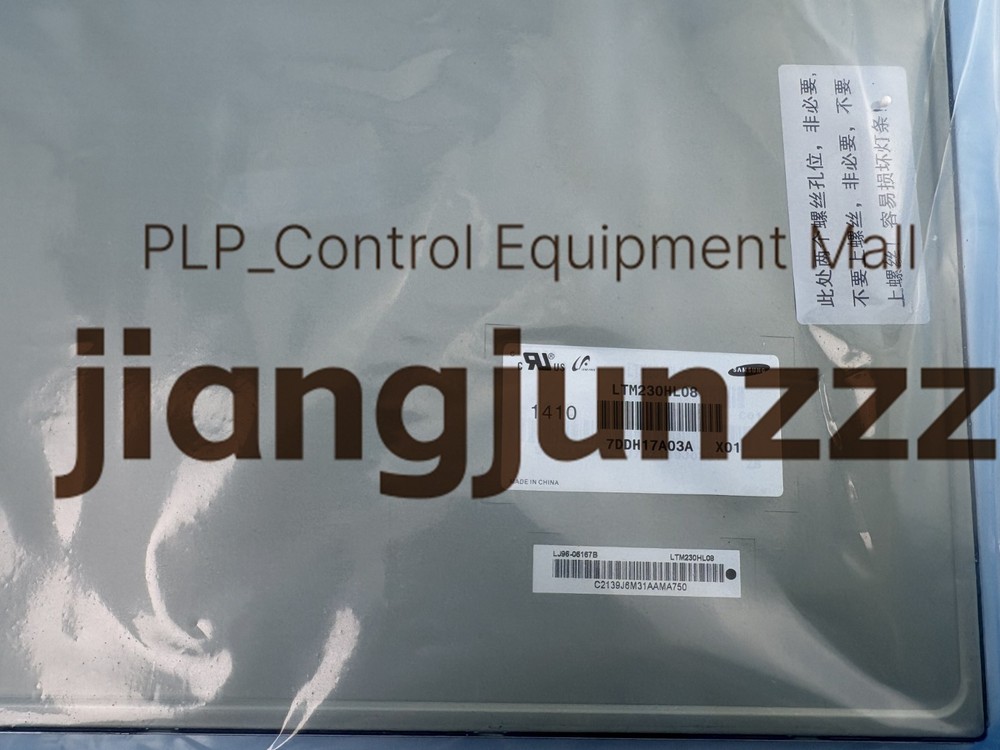 PLP_Control Equipment Mall
jiangjunzzz
此处两个螺丝孔位，非必要，
不要上螺丝，非必要，不要
上螺丝！容易损坏灯条！
c RU ® us
SAMSUNG
LTM230HL08
1410
7DDH17A03A X01
MADE IN CHINA
LJ96-06167B LTM230HL08
C2139J6M31AAMA750